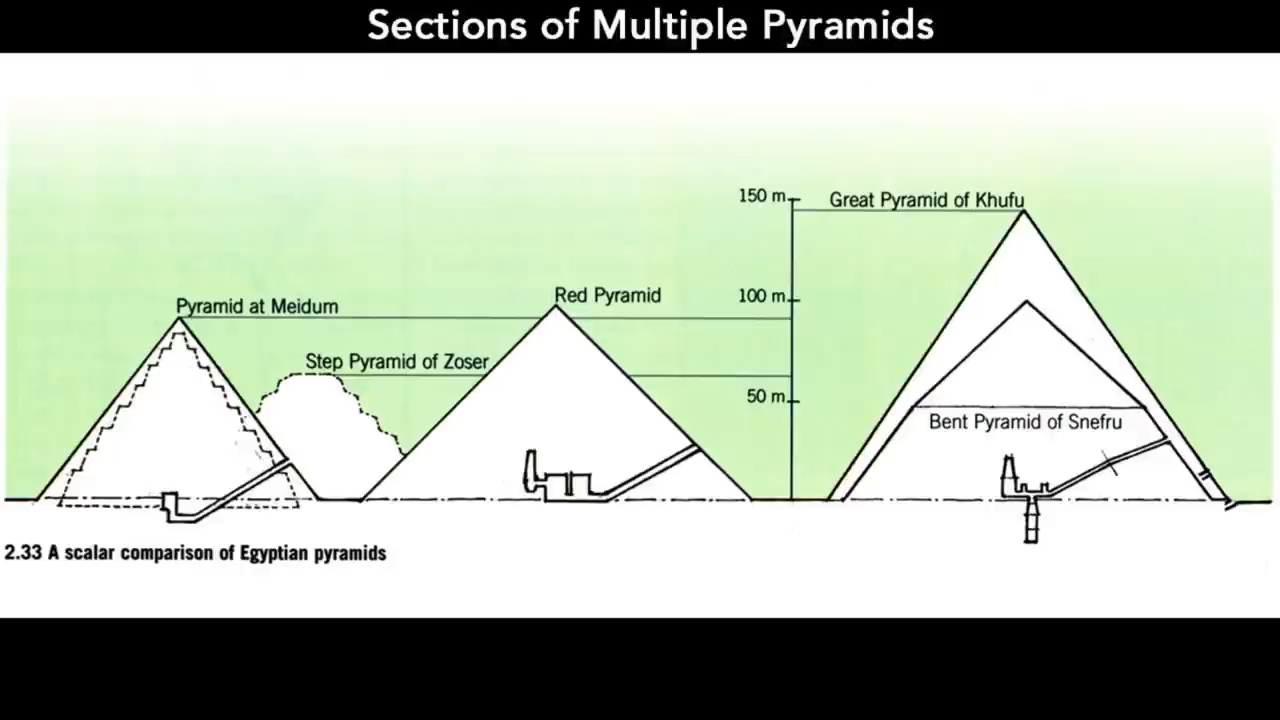 Sections of Multiple Pyramids
150 m
Great Pyramid of Khufu
Pyramid at Meidum
Red Pyramid
100 m
Step Pyramid of Zoser
50 m
Bent Pyramid of Snefru
2.33 A scalar comparison of Egyptian pyramids